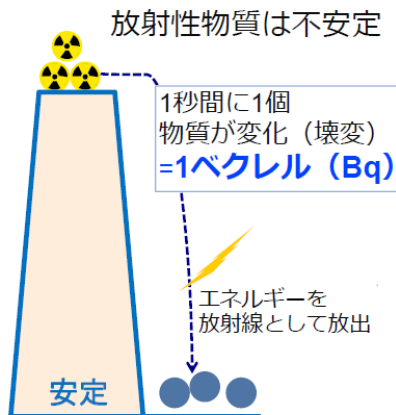 放射性物質は不安定
1秒間に1個
物質が変化（壊変）
=1ベクレル（Bq）
エネルギーを
放射線として放出
安定